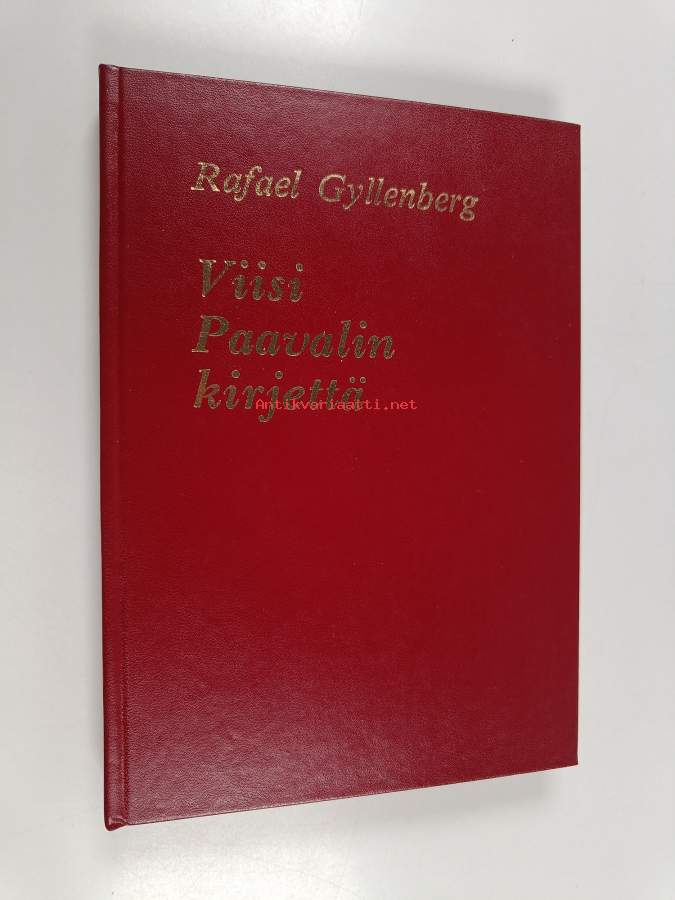 Rafael Gyllenberg
Viisi
Paavalin
kirjettä
Antikvariaatti.net